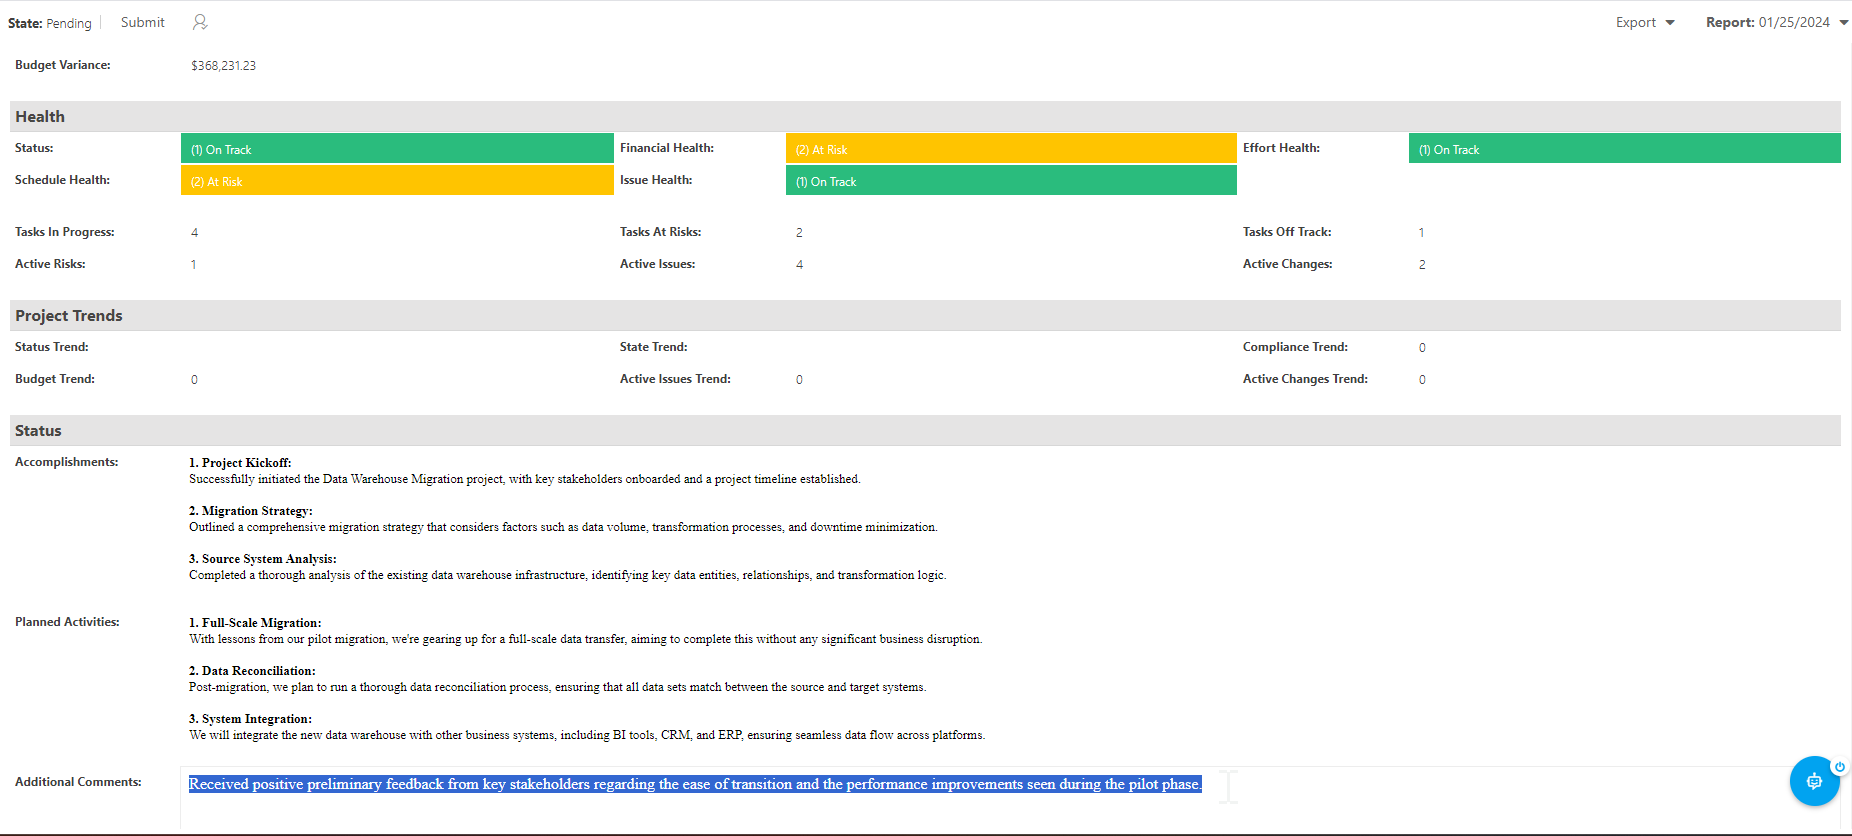 State: Pending Submit Export Report: 01/25/2024
Budget Variance: $368,231.23
Health
Status: (1) On Track Financial Health: (2) At Risk Effort Health: (1) On Track
Schedule Health: (2) At Risk Issue Health: (1) On Track
Tasks In Progress: 4 Tasks At Risks: 2 Tasks Off Track: 1
Active Risks: 1 Active Issues: 4 Active Changes: 2
Project Trends
Status Trend: State Trend: Compliance Trend: 0
Budget Trend: 0 Active Issues Trend: 0 Active Changes Trend: 0
Status
Accomplishments: 1. Project Kickoff:
Successfully initiated the Data Warehouse Migration project, with key stakeholders onboarded and a project timeline established.
2. Migration Strategy:
Outlined a comprehensive migration strategy that considers factors such as data volume, transformation processes, and downtime minimization.
3. Source System Analysis:
Completed a thorough analysis of the existing data warehouse infrastructure, identifying key data entities, relationships, and transformation logic.
Planned Activities: 1. Full-Scale Migration:
With lessons from our pilot migration, we're gearing up for a full-scale data transfer, aiming to complete this without any significant business disruption.
2. Data Reconciliation:
Post-migration, we plan to run a thorough data reconciliation process, ensuring that all data sets match between the source and target systems.
3. System Integration:
We will integrate the new data warehouse with other business systems, including BI tools, CRM, and ERP, ensuring seamless data flow across platforms.
Additional Comments: Received positive preliminary feedback from key stakeholders regarding the ease of transition and the performance improvements seen during the pilot phase.